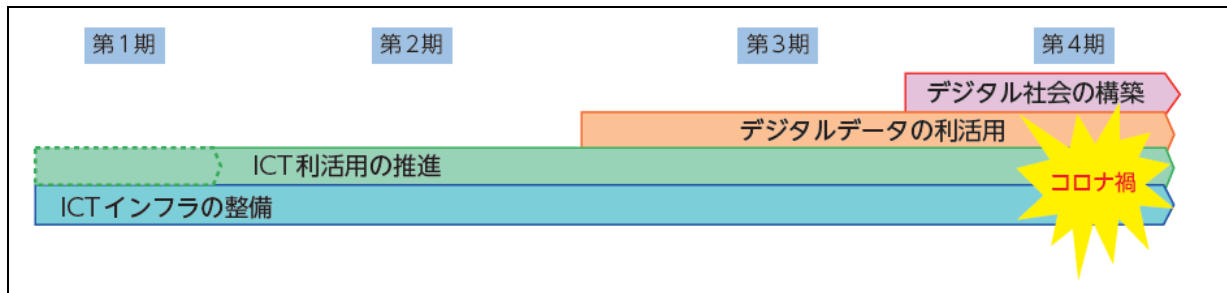 第1期 第2期 第3期 第4期
デジタル社会の構築
デジタルデータの利活用
ICT利活用の推進
コロナ禍
ICTインフラの整備